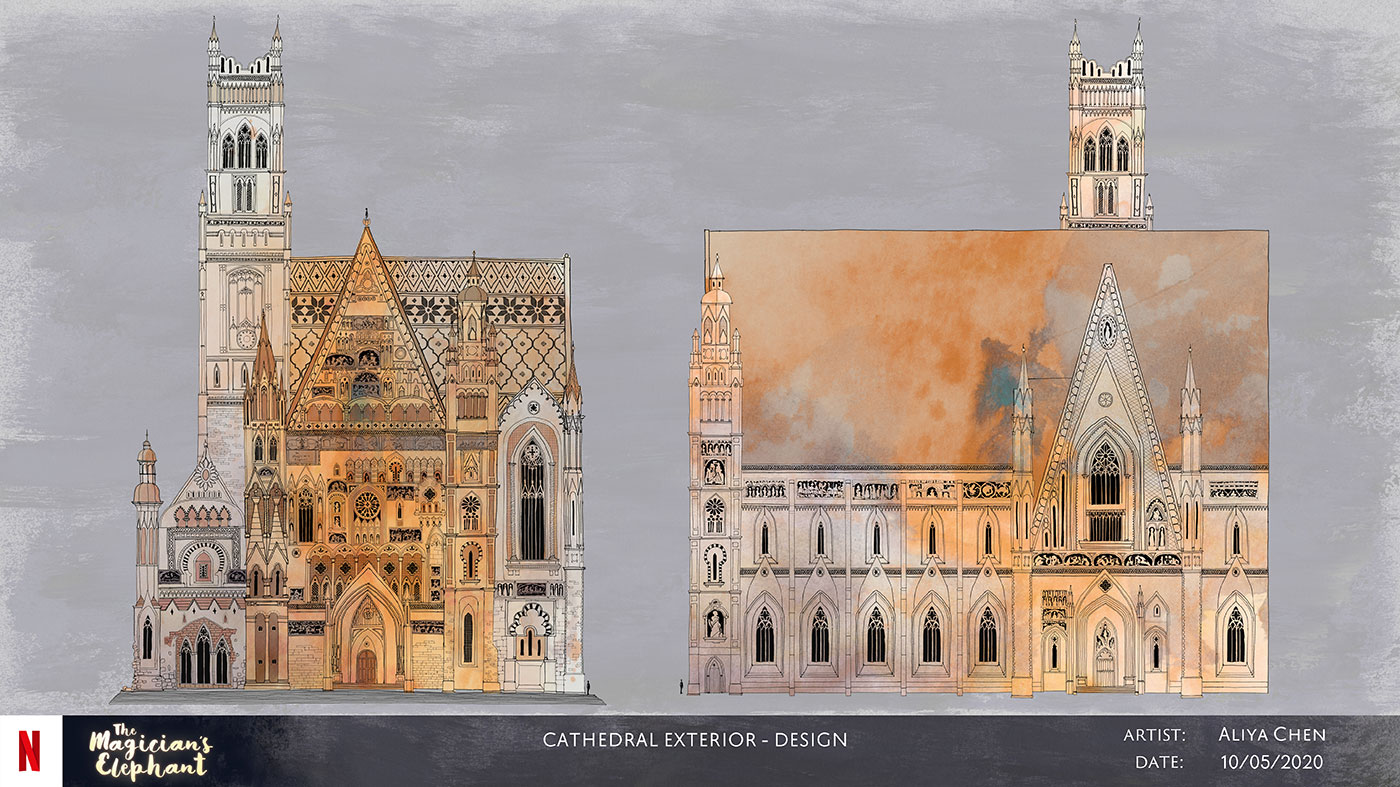 N
The
Magician's
Elephant
CATHEDRAL EXTERIOR - DESIGN
ARTIST: ALIYA CHEN
DATE: 10/05/2020